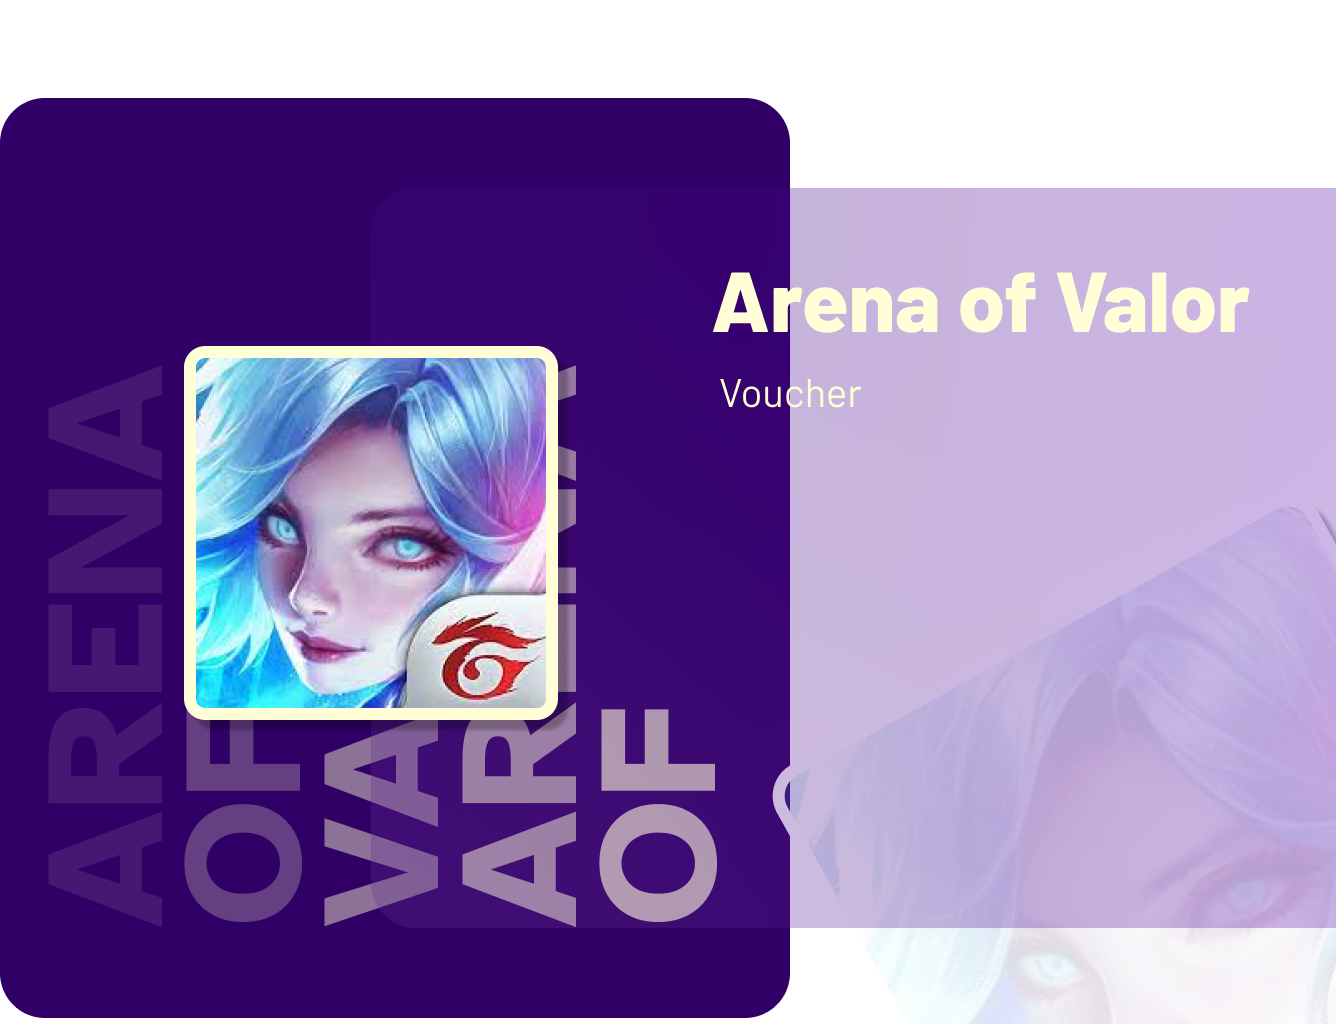 Arena of Valor
Voucher
ARENA
OF
VA
ARENA
OF